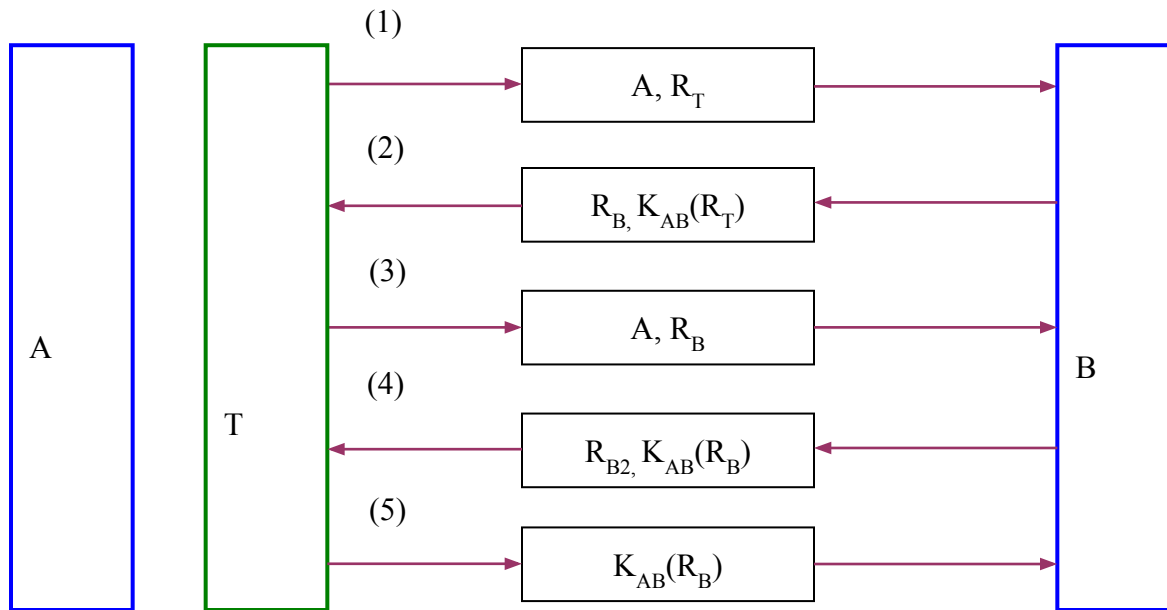 (1)
A, R_T
(2)
R_B, K_AB(R_T)
(3)
A, R_B
A
B
(4)
T
R_B2, K_AB(R_B)
(5)
K_AB(R_B)